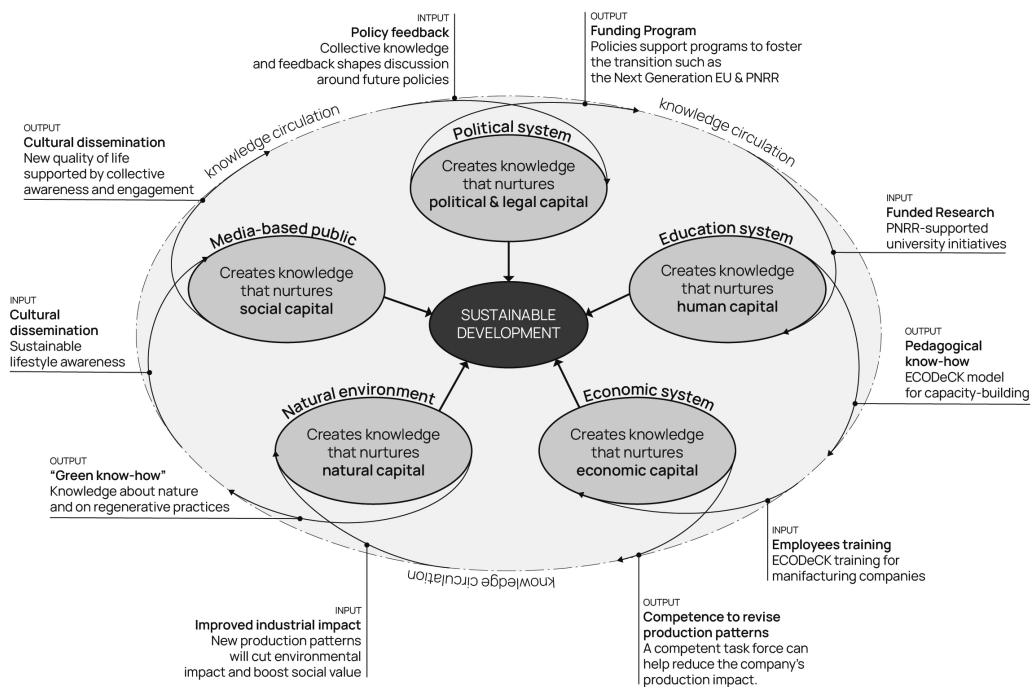 INTPUT
Policy feedback
Collective knowledge
and feedback shapes discussion
around future policies
OUTPUT
Funding Program
Policies support programs to foster
the transition such as
the Next Generation EU & PNRR
OUTPUT
Cultural dissemination
New quality of life
supported by collective
awareness and engagement
knowledge circulation
knowledge circulation
Political system
Creates knowledge
that nurtures
political & legal capital
INPUT
Funded Research
PNRR-supported
university initiatives
Media-based public
Creates knowledge
that nurtures
social capital
Education system
Creates knowledge
that nurtures
human capital
SUSTAINABLE
DEVELOPMENT
INPUT
Cultural
dissemination
Sustainable
lifestyle awareness
OUTPUT
Pedagogical
know-how
ECODeCK model
for capacity-building
Natural environment
Creates knowledge
that nurtures
natural capital
Economic system
Creates knowledge
that nurtures
economic capital
OUTPUT
“Green know-how”
Knowledge about nature
and on regenerative practices
INPUT
Employees training
ECODeCK training for
manifacturing companies
knowledge circulation
INPUT
Improved industrial impact
New production patterns
will cut environmental
impact and boost social value
OUTPUT
Competence to revise
production patterns
A competent task force can
help reduce the company’s
production impact.